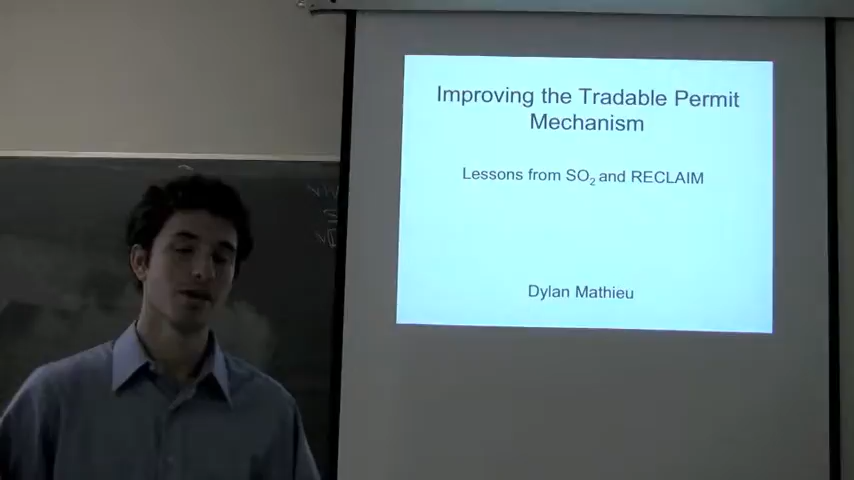 Improving the Tradable Permit
Mechanism
Lessons from SO₂ and RECLAIM
Dylan Mathieu